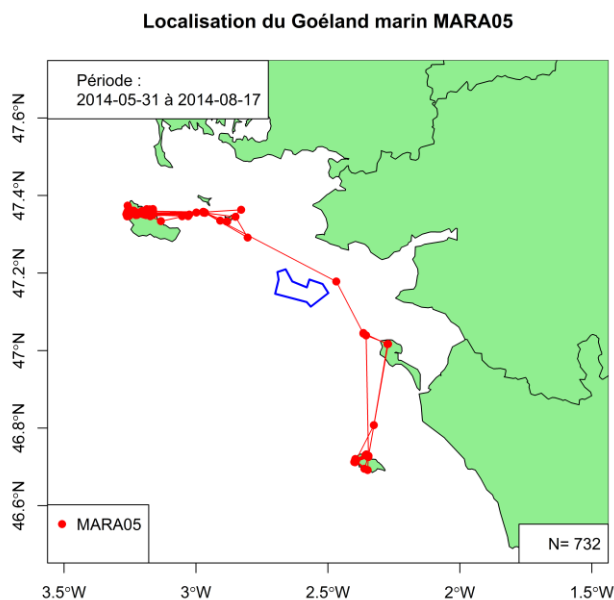 Localisation du Goéland marin MARA05
Période :
2014-05-31 à 2014-08-17
47.6°N
47.4°N
47.2°N
47°N
46.8°N
46.6°N
MARA05
N= 732
3.5°W
3°W
2.5°W
2°W
1.5°W